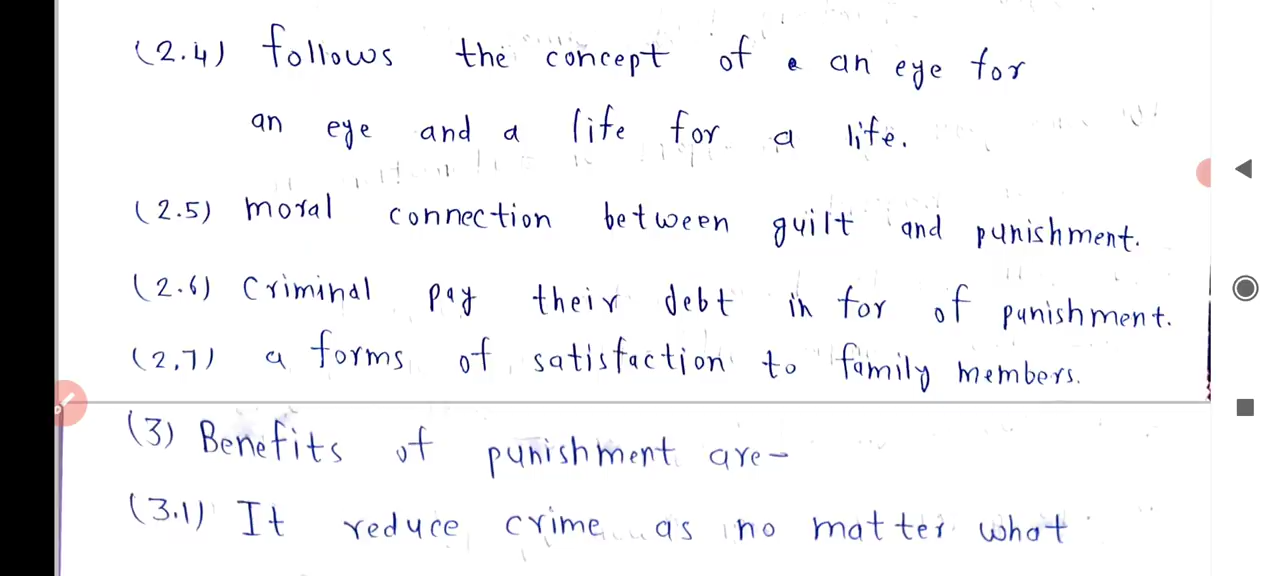 (2.4) follows the concept of e an eye for
an eye and a life for a life.
(2.5) moral connection between guilt and punishment.
(2.6) Criminal pay their debt in for of punishment.
(2.7) a forms of satisfaction to family members.
(3) Benefits of punishment are-
(3.1) It reduce crime as no matter what